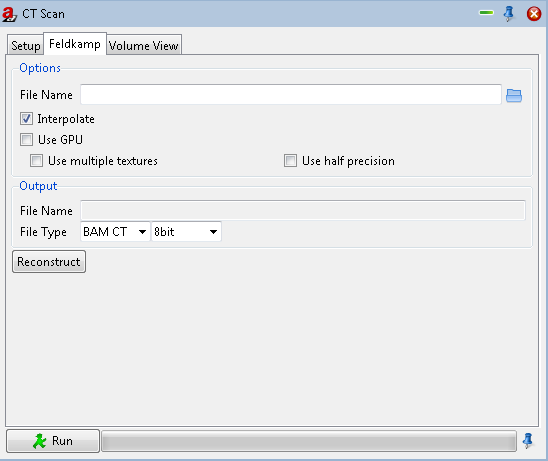 CT Scan
Setup Feldkamp Volume View
Options
File Name
Interpolate
Use GPU
Use multiple textures Use half precision
Output
File Name
File Type BAM CT 8bit
Reconstruct
Run